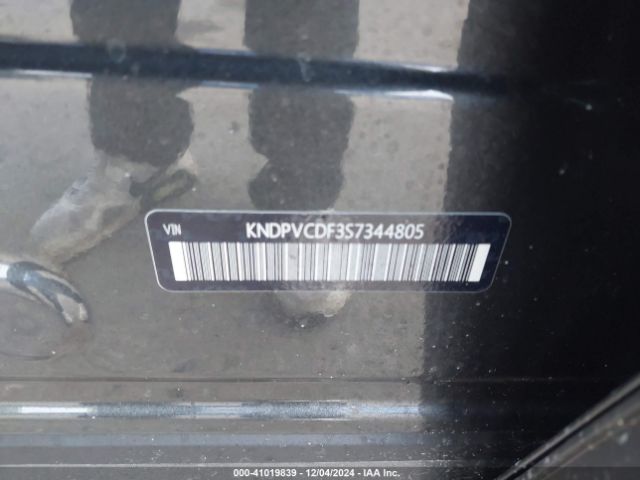 VIN KNDPVCDF3S7344805
000-41019839 - 12/04/2024 - IAA Inc.